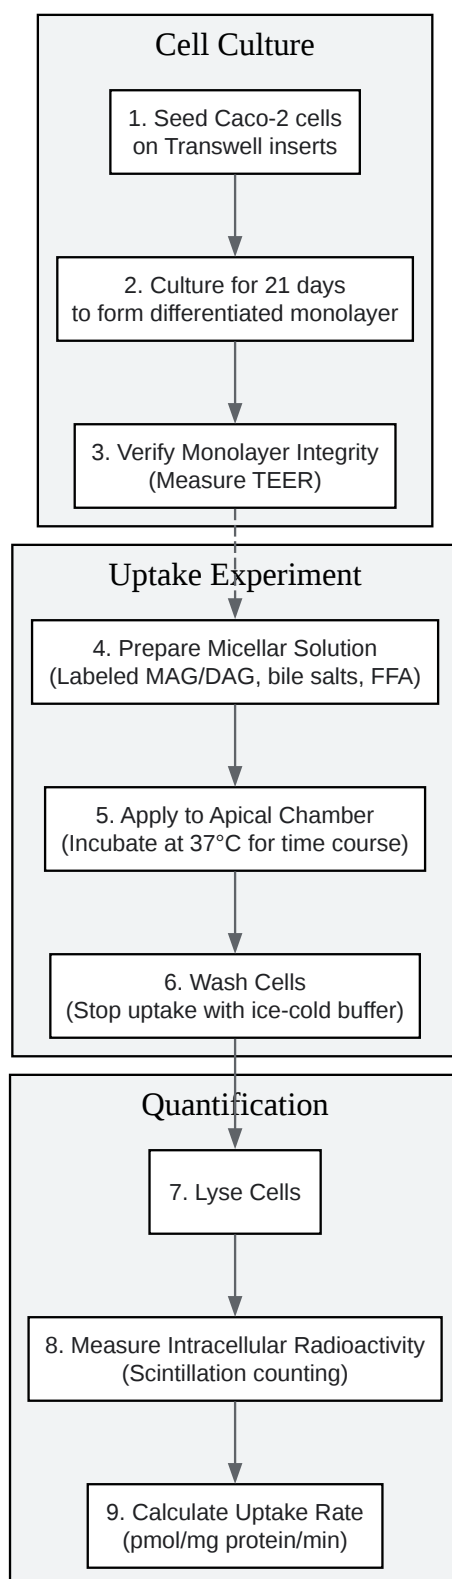 Cell Culture
1. Seed Caco-2 cells
on Transwell inserts
2. Culture for 21 days
to form differentiated monolayer
3. Verify Monolayer Integrity
(Measure TEER)
Uptake Experiment
4. Prepare Micellar Solution
(Labeled MAG/DAG, bile salts, FFA)
5. Apply to Apical Chamber
(Incubate at 37°C for time course)
6. Wash Cells
(Stop uptake with ice-cold buffer)
Quantification
7. Lyse Cells
8. Measure Intracellular Radioactivity
(Scintillation counting)
9. Calculate Uptake Rate
(pmol/mg protein/min)